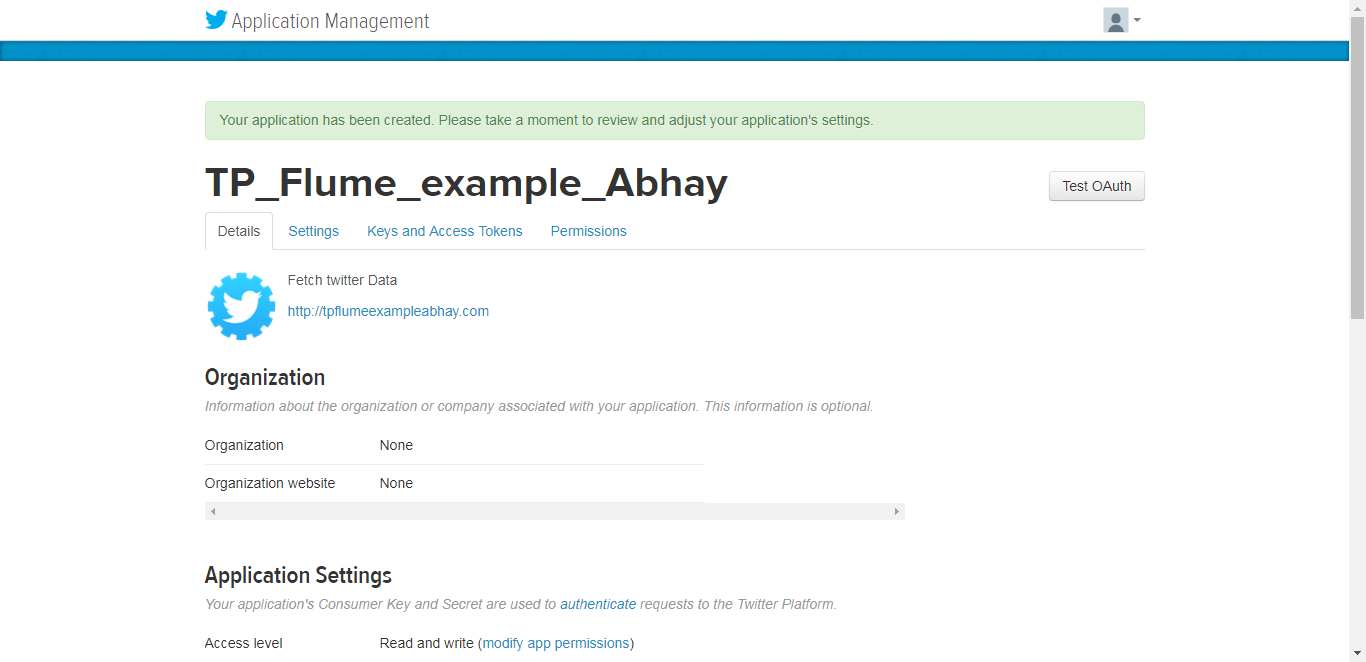 Application Management
Your application has been created. Please take a moment to review and adjust your application's settings.
TP_Flume_example_Abhay
Test OAuth
Details Settings Keys and Access Tokens Permissions
Fetch twitter Data
http://tpflumeexampleabhay.com
Organization
Information about the organization or company associated with your application. This information is optional.
Organization None
Organization website None
Application Settings
Your application's Consumer Key and Secret are used to authenticate requests to the Twitter Platform.
Access level Read and write (modify app permissions)